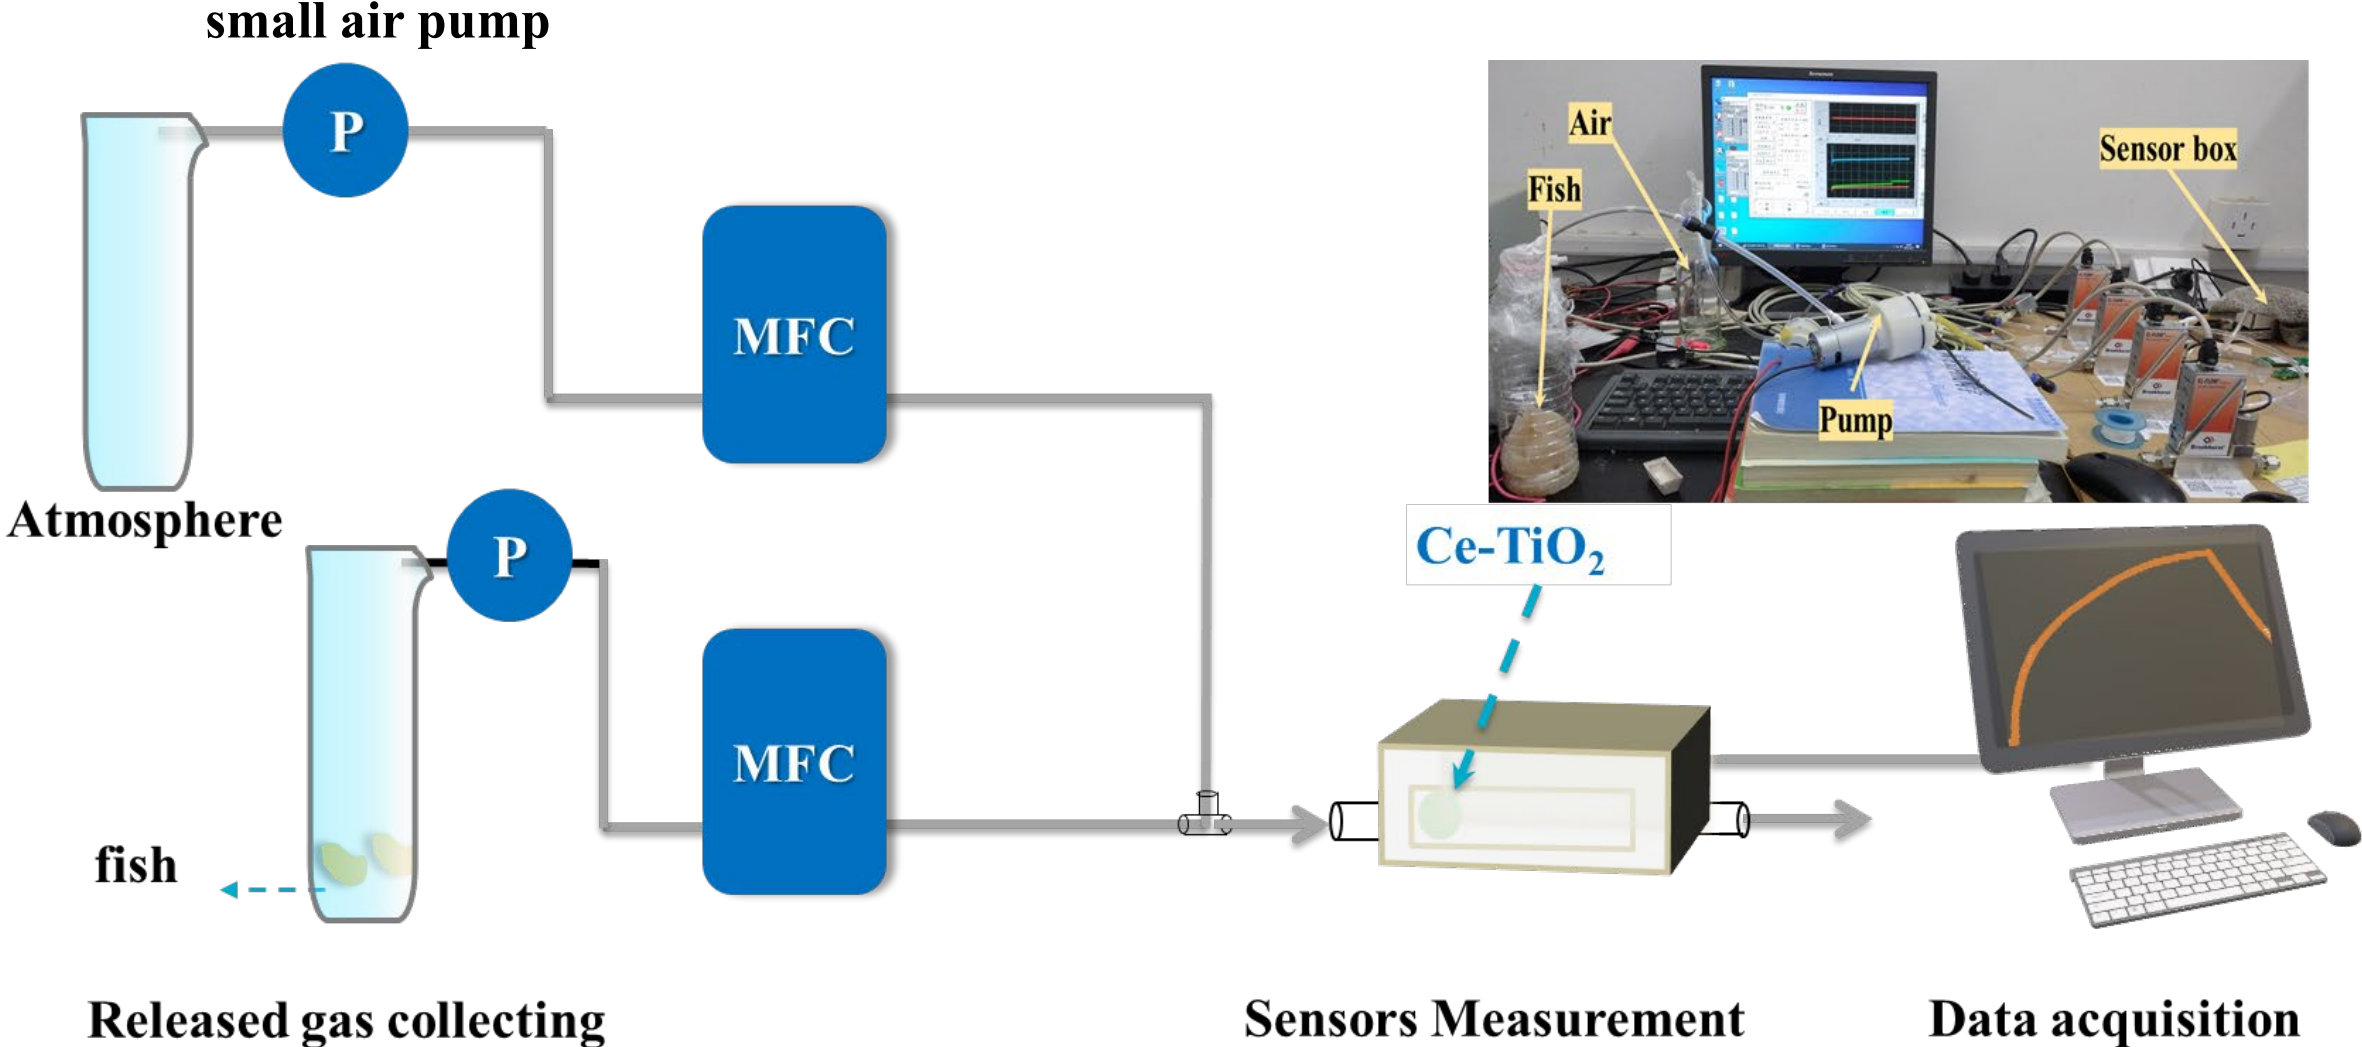 small air pump
P
MFC
Atmosphere
P
MFC
fish
Released gas collecting
Air
Fish
Sensor box
Pump
Ce-TiO₂
Sensors Measurement
Data acquisition